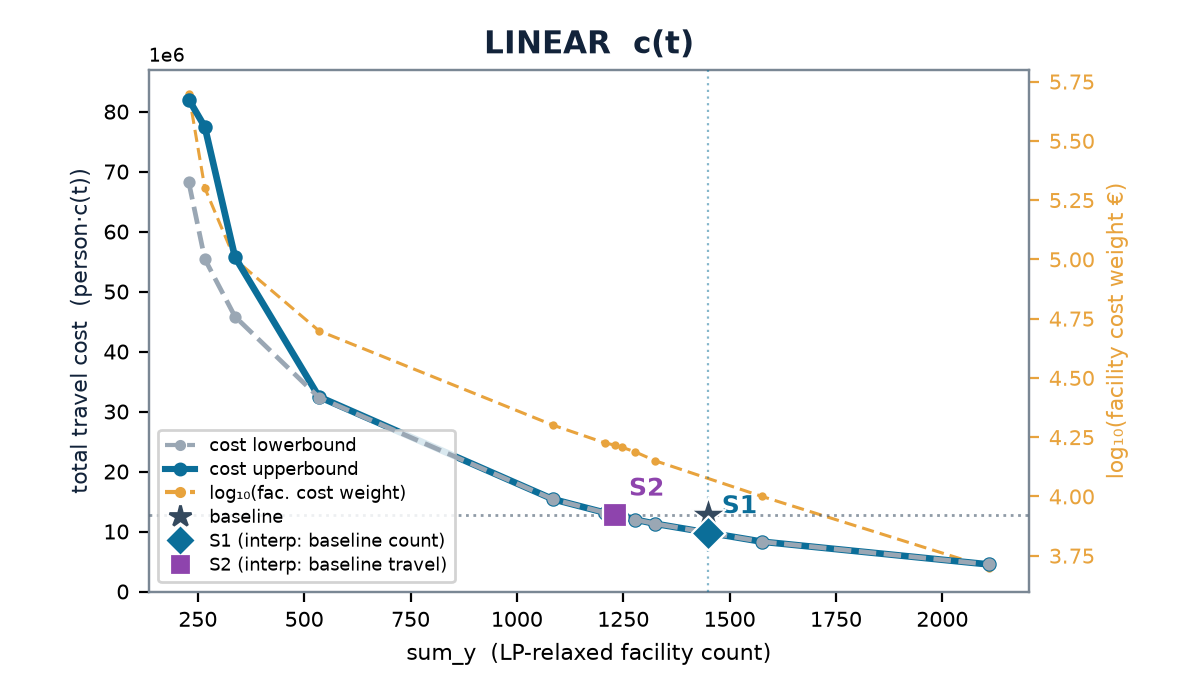 LINEAR  c(t)
1e6
80
70
60
50
40
30
20
10
0
total travel cost  (person·c(t))
5.75
5.50
5.25
5.00
4.75
4.50
4.25
4.00
3.75
log₁₀(facility cost weight €)
S2
S1
cost lowerbound
cost upperbound
log₁₀(fac. cost weight)
baseline
S1 (interp: baseline count)
S2 (interp: baseline travel)
250 500 750 1000 1250 1500 1750 2000
sum_y  (LP-relaxed facility count)